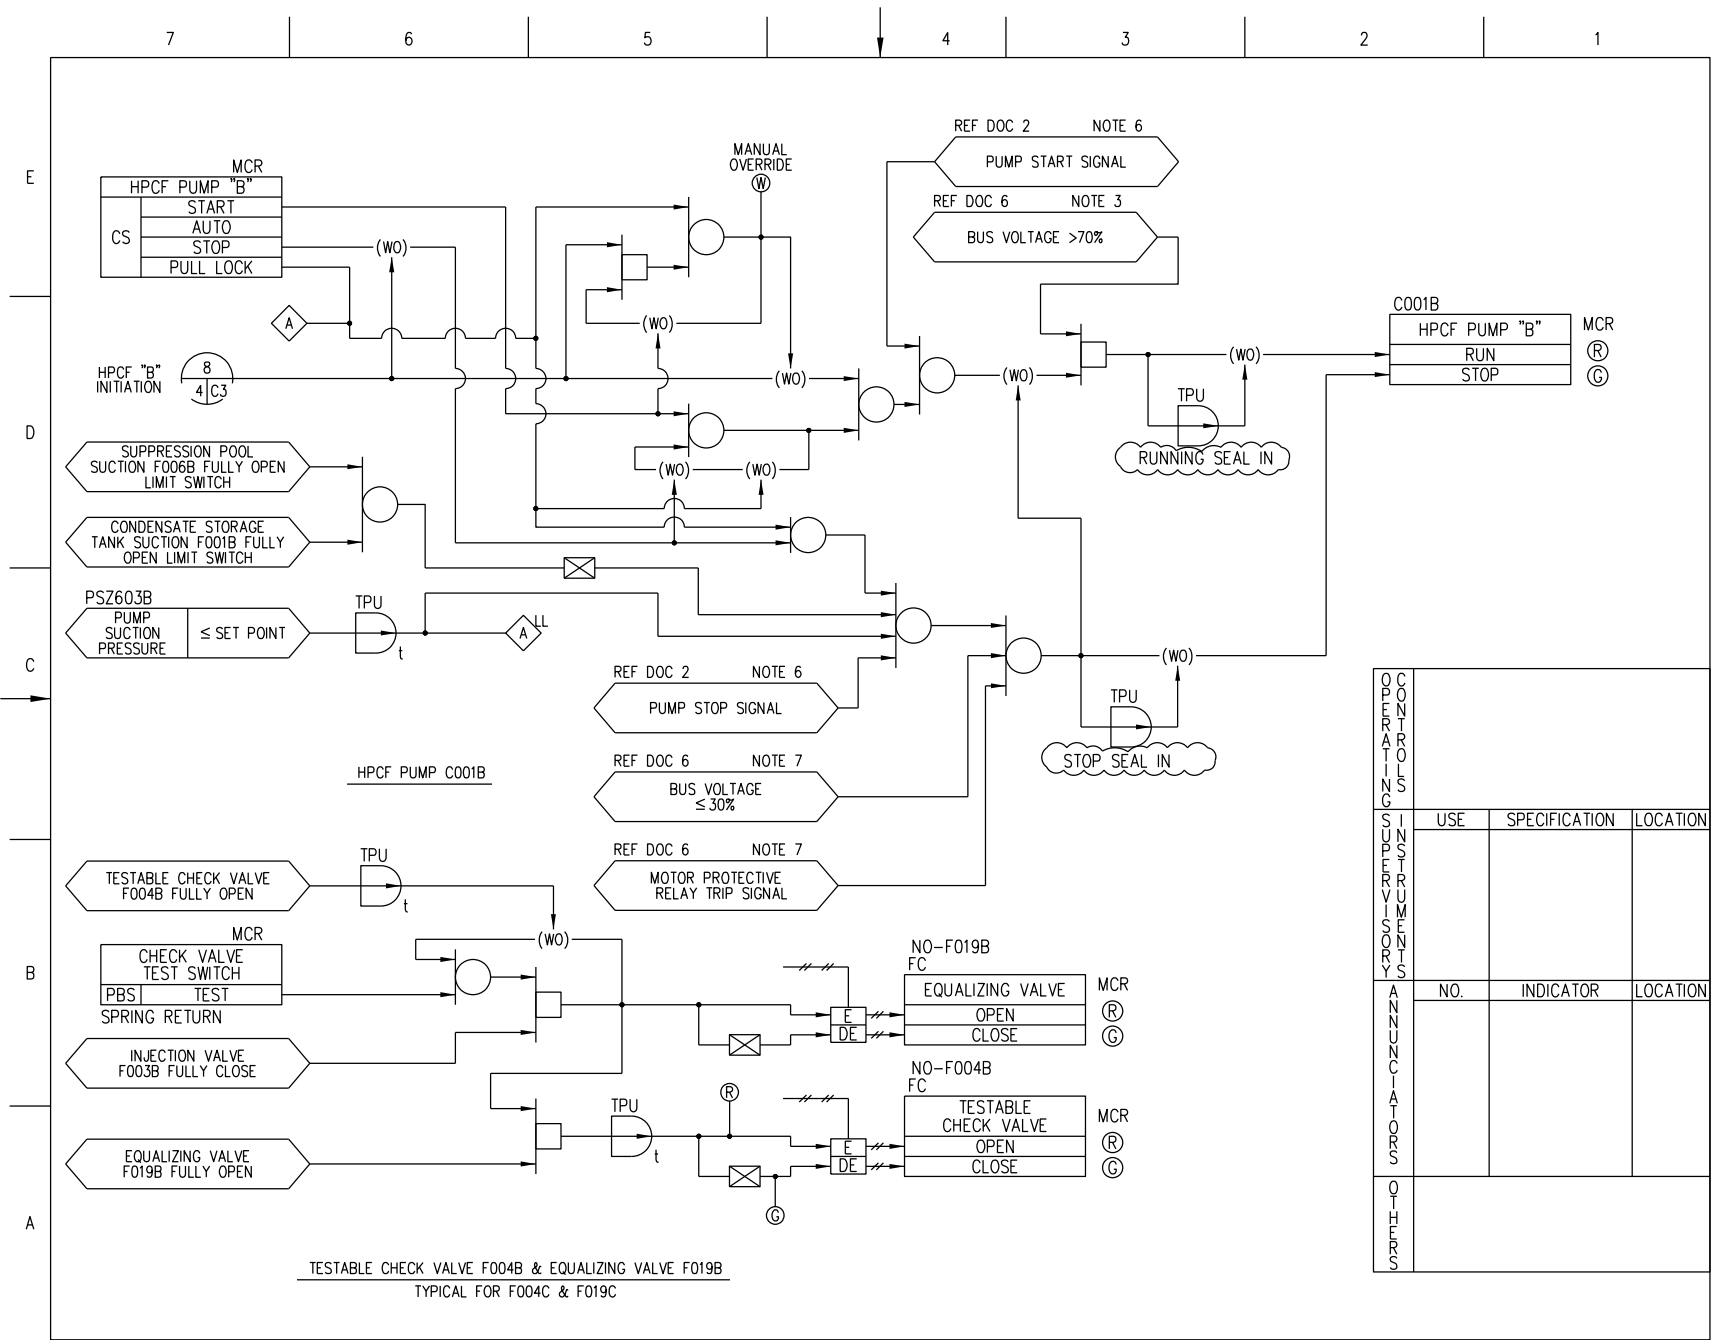 7 6 5 4 3 2 1
E
D
C
B
A
MCR
HPCF PUMP "B"
CS
START
AUTO
STOP
PULL LOCK
(WO)
MANUAL
OVERRIDE
W
(WO)
A
HPCF "B"
INITIATION
8
4 C3
(WO)
(WO)
(WO)
REF DOC 2 NOTE 6
PUMP START SIGNAL
REF DOC 6 NOTE 3
BUS VOLTAGE >70%
(WO)
(WO)
TPU
RUNNING SEAL IN
C001B
HPCF PUMP "B"
RUN
STOP
MCR
R
G
SUPPRESSION POOL
SUCTION F006B FULLY OPEN
LIMIT SWITCH
CONDENSATE STORAGE
TANK SUCTION F001B FULLY
OPEN LIMIT SWITCH
PSZ603B
PUMP
SUCTION
PRESSURE
≤ SET POINT
TPU
t
A
LL
REF DOC 2 NOTE 6
PUMP STOP SIGNAL
REF DOC 6 NOTE 7
BUS VOLTAGE
≤ 30%
REF DOC 6 NOTE 7
MOTOR PROTECTIVE
RELAY TRIP SIGNAL
(WO)
TPU
STOP SEAL IN
HPCF PUMP C001B
TESTABLE CHECK VALVE
F004B FULLY OPEN
TPU
t
(WO)
MCR
CHECK VALVE
TEST SWITCH
PBS TEST
SPRING RETURN
INJECTION VALVE
F003B FULLY CLOSE
EQUALIZING VALVE
F019B FULLY OPEN
TPU
t
R
G
E
DE
NO-F019B
FC
EQUALIZING VALVE
OPEN
CLOSE
MCR
R
G
E
DE
NO-F004B
FC
TESTABLE
CHECK VALVE
OPEN
CLOSE
MCR
R
G
TESTABLE CHECK VALVE F004B & EQUALIZING VALVE F019B
TYPICAL FOR F004C & F019C
OPERATING
CONTROLS
SUPERVISORY
INSTRUMENTS
USE SPECIFICATION LOCATION
ANNUNCIATORS
NO. INDICATOR LOCATION
OTHERS